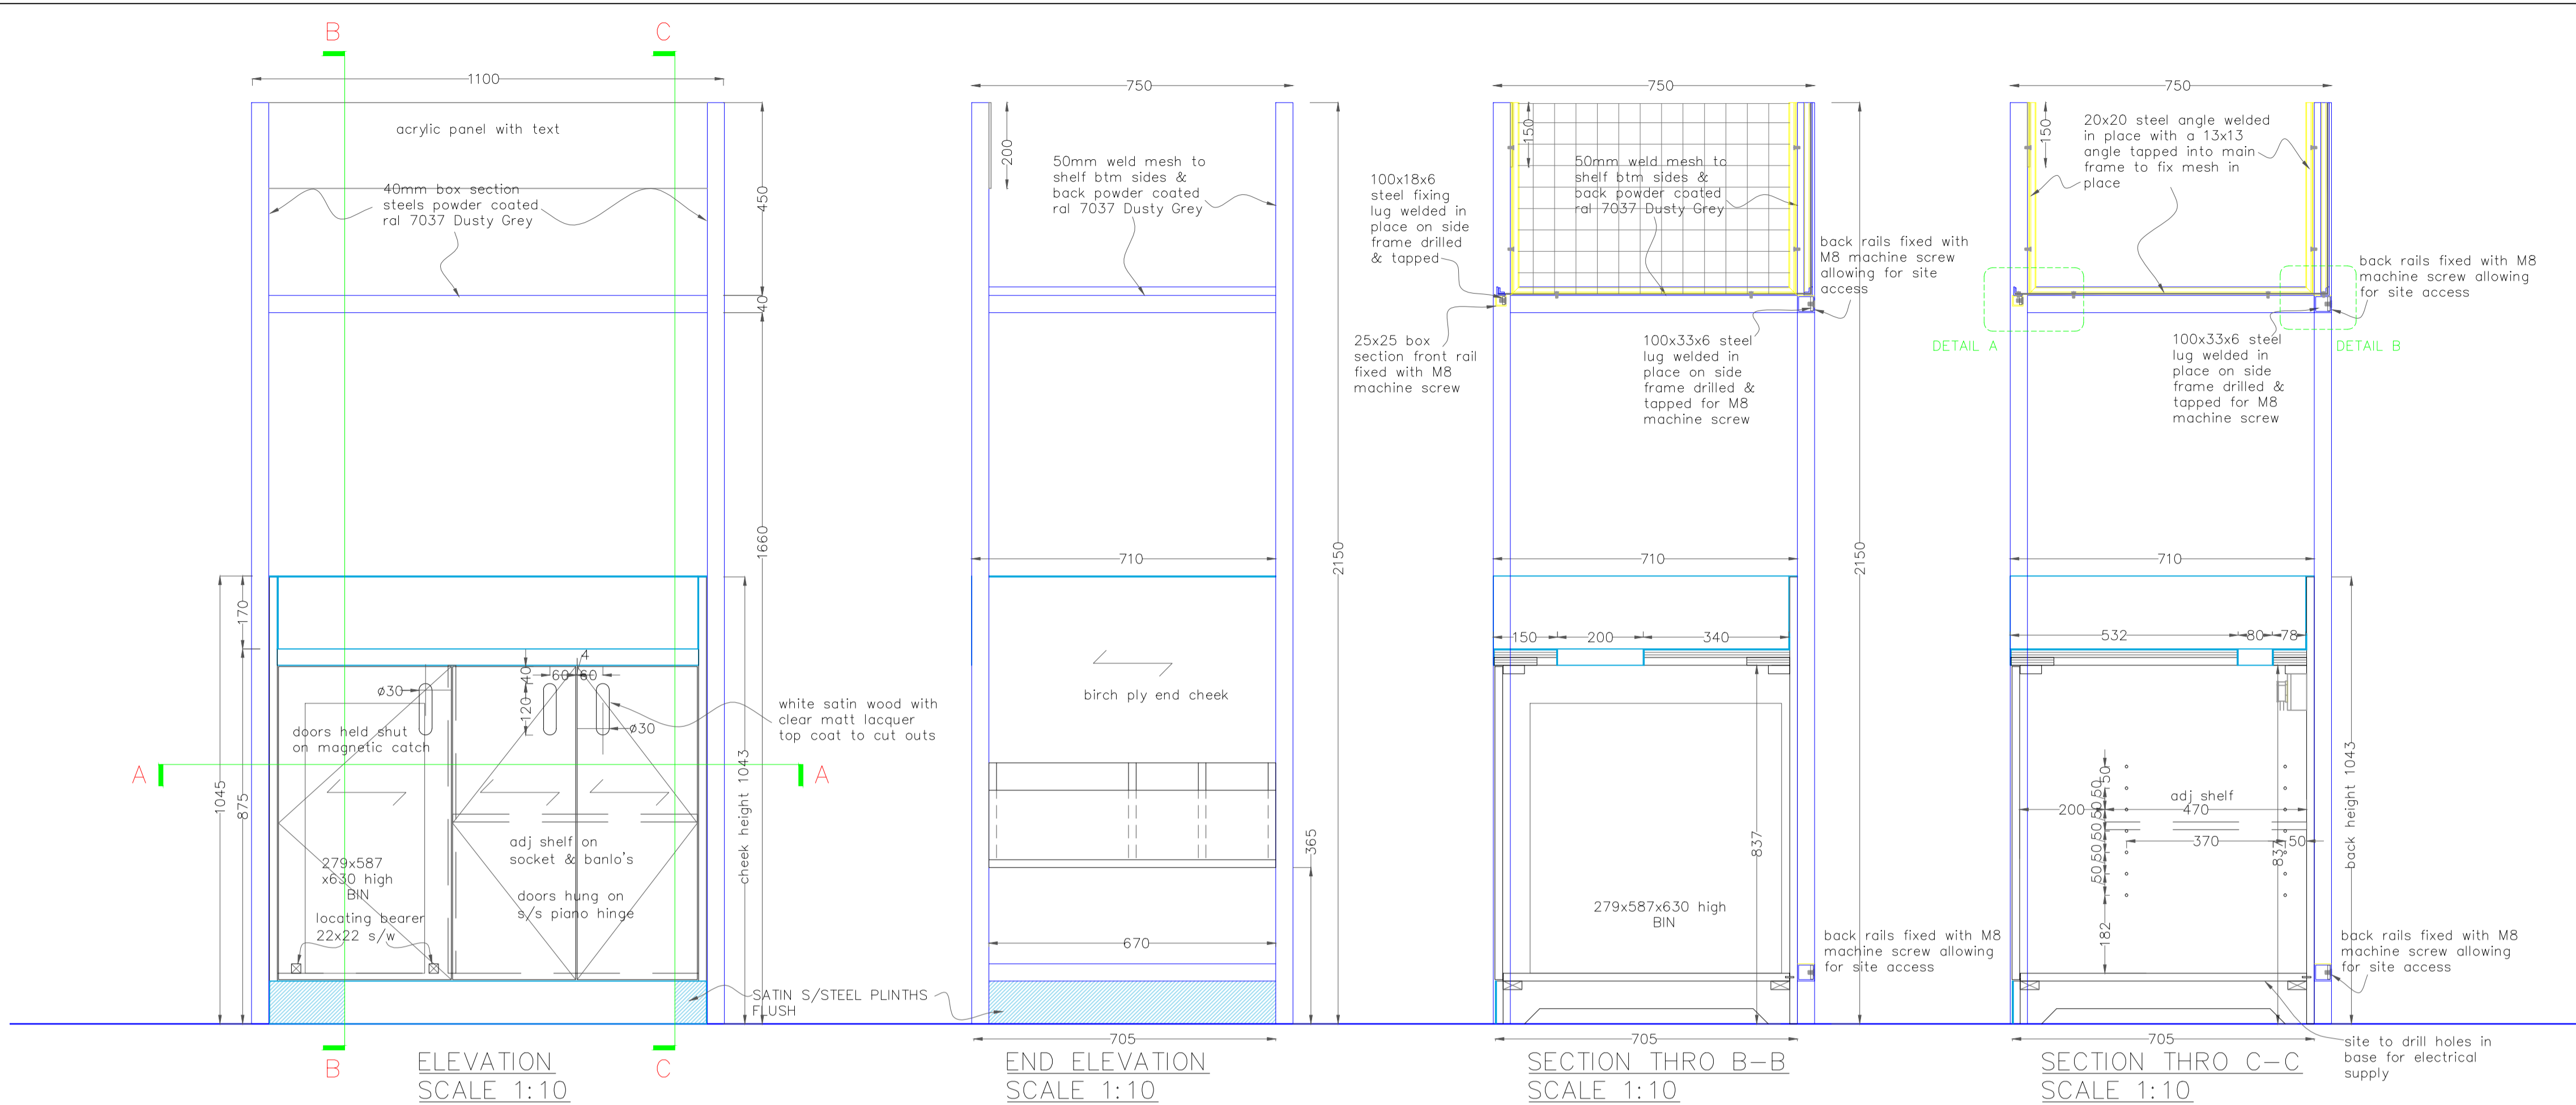 B
C
1100
acrylic panel with text
40mm box section
steels powder coated
ral 7037 Dusty Grey
450
40
1660
170
1045
875
4
40
60
60
120
ø30
ø30
doors held shut
on magnetic catch
white satin wood with
clear matt lacquer
top coat to cut outs
A
A
cheek height 1043
adj shelf on
socket & banlo's
279x587
x630 high
BIN
doors hung on
s/s piano hinge
locating bearer
22x22 s/w
SATIN S/STEEL PLINTHS
FLUSH
B
C
ELEVATION
SCALE 1:10
750
200
50mm weld mesh to
shelf btm sides &
back powder coated
ral 7037 Dusty Grey
2150
710
birch ply end cheek
365
670
705
END ELEVATION
SCALE 1:10
750
150
50mm weld mesh to
shelf btm sides &
back powder coated
ral 7037 Dusty Grey
100x18x6
steel fixing
lug welded in
place on side
frame drilled
& tapped
back rails fixed with
M8 machine screw
allowing for site
access
25x25 box
section front rail
fixed with M8
machine screw
100x33x6 steel
lug welded in
place on side
frame drilled &
tapped for M8
machine screw
2150
710
150
200
340
837
279x587x630 high
BIN
back rails fixed with M8
machine screw allowing
for site access
705
SECTION THRO B-B
SCALE 1:10
750
150
20x20 steel angle welded
in place with a 13x13
angle tapped into main
frame to fix mesh in
place
back rails fixed with M8
machine screw allowing
for site access
DETAIL A
DETAIL B
100x33x6 steel
lug welded in
place on side
frame drilled &
tapped for M8
machine screw
710
532
80
78
50
50
50
50
50
50
adj shelf
200
470
370
50
837
182
back height 1043
back rails fixed with M8
machine screw allowing
for site access
705
site to drill holes in
base for electrical
supply
SECTION THRO C-C
SCALE 1:10